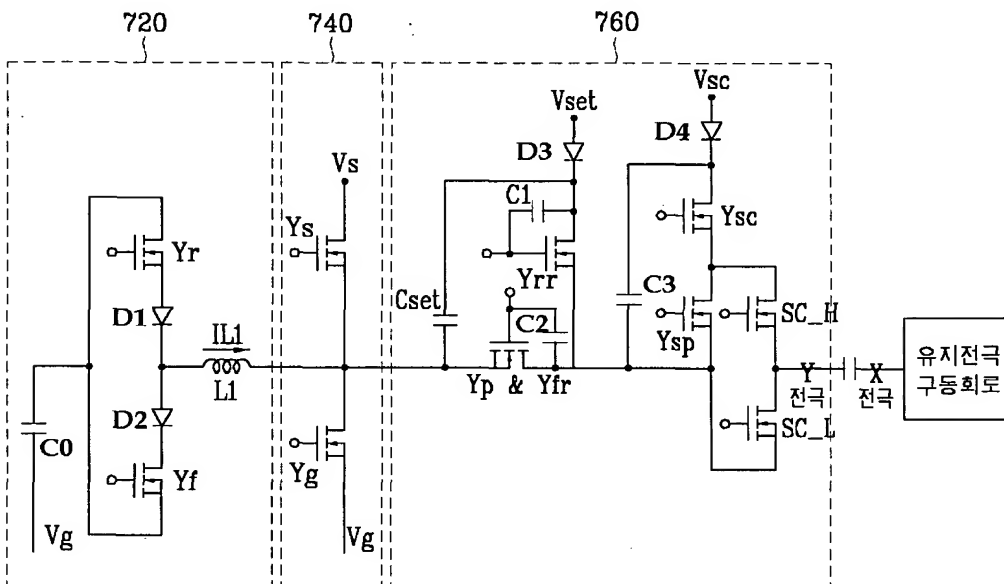 720
740
760
Vset
Vsc
D3
D4
Vs
C1
Ys
Ysc
Yr
Yrr
D1
Cset
C2
C3
SC_H
IL1
Ysp
L1
Yp & Yfr
Y
전극
X
전극
유지전극
구동회로
D2
SC_L
C0
Yf
Yg
Vg
Vg